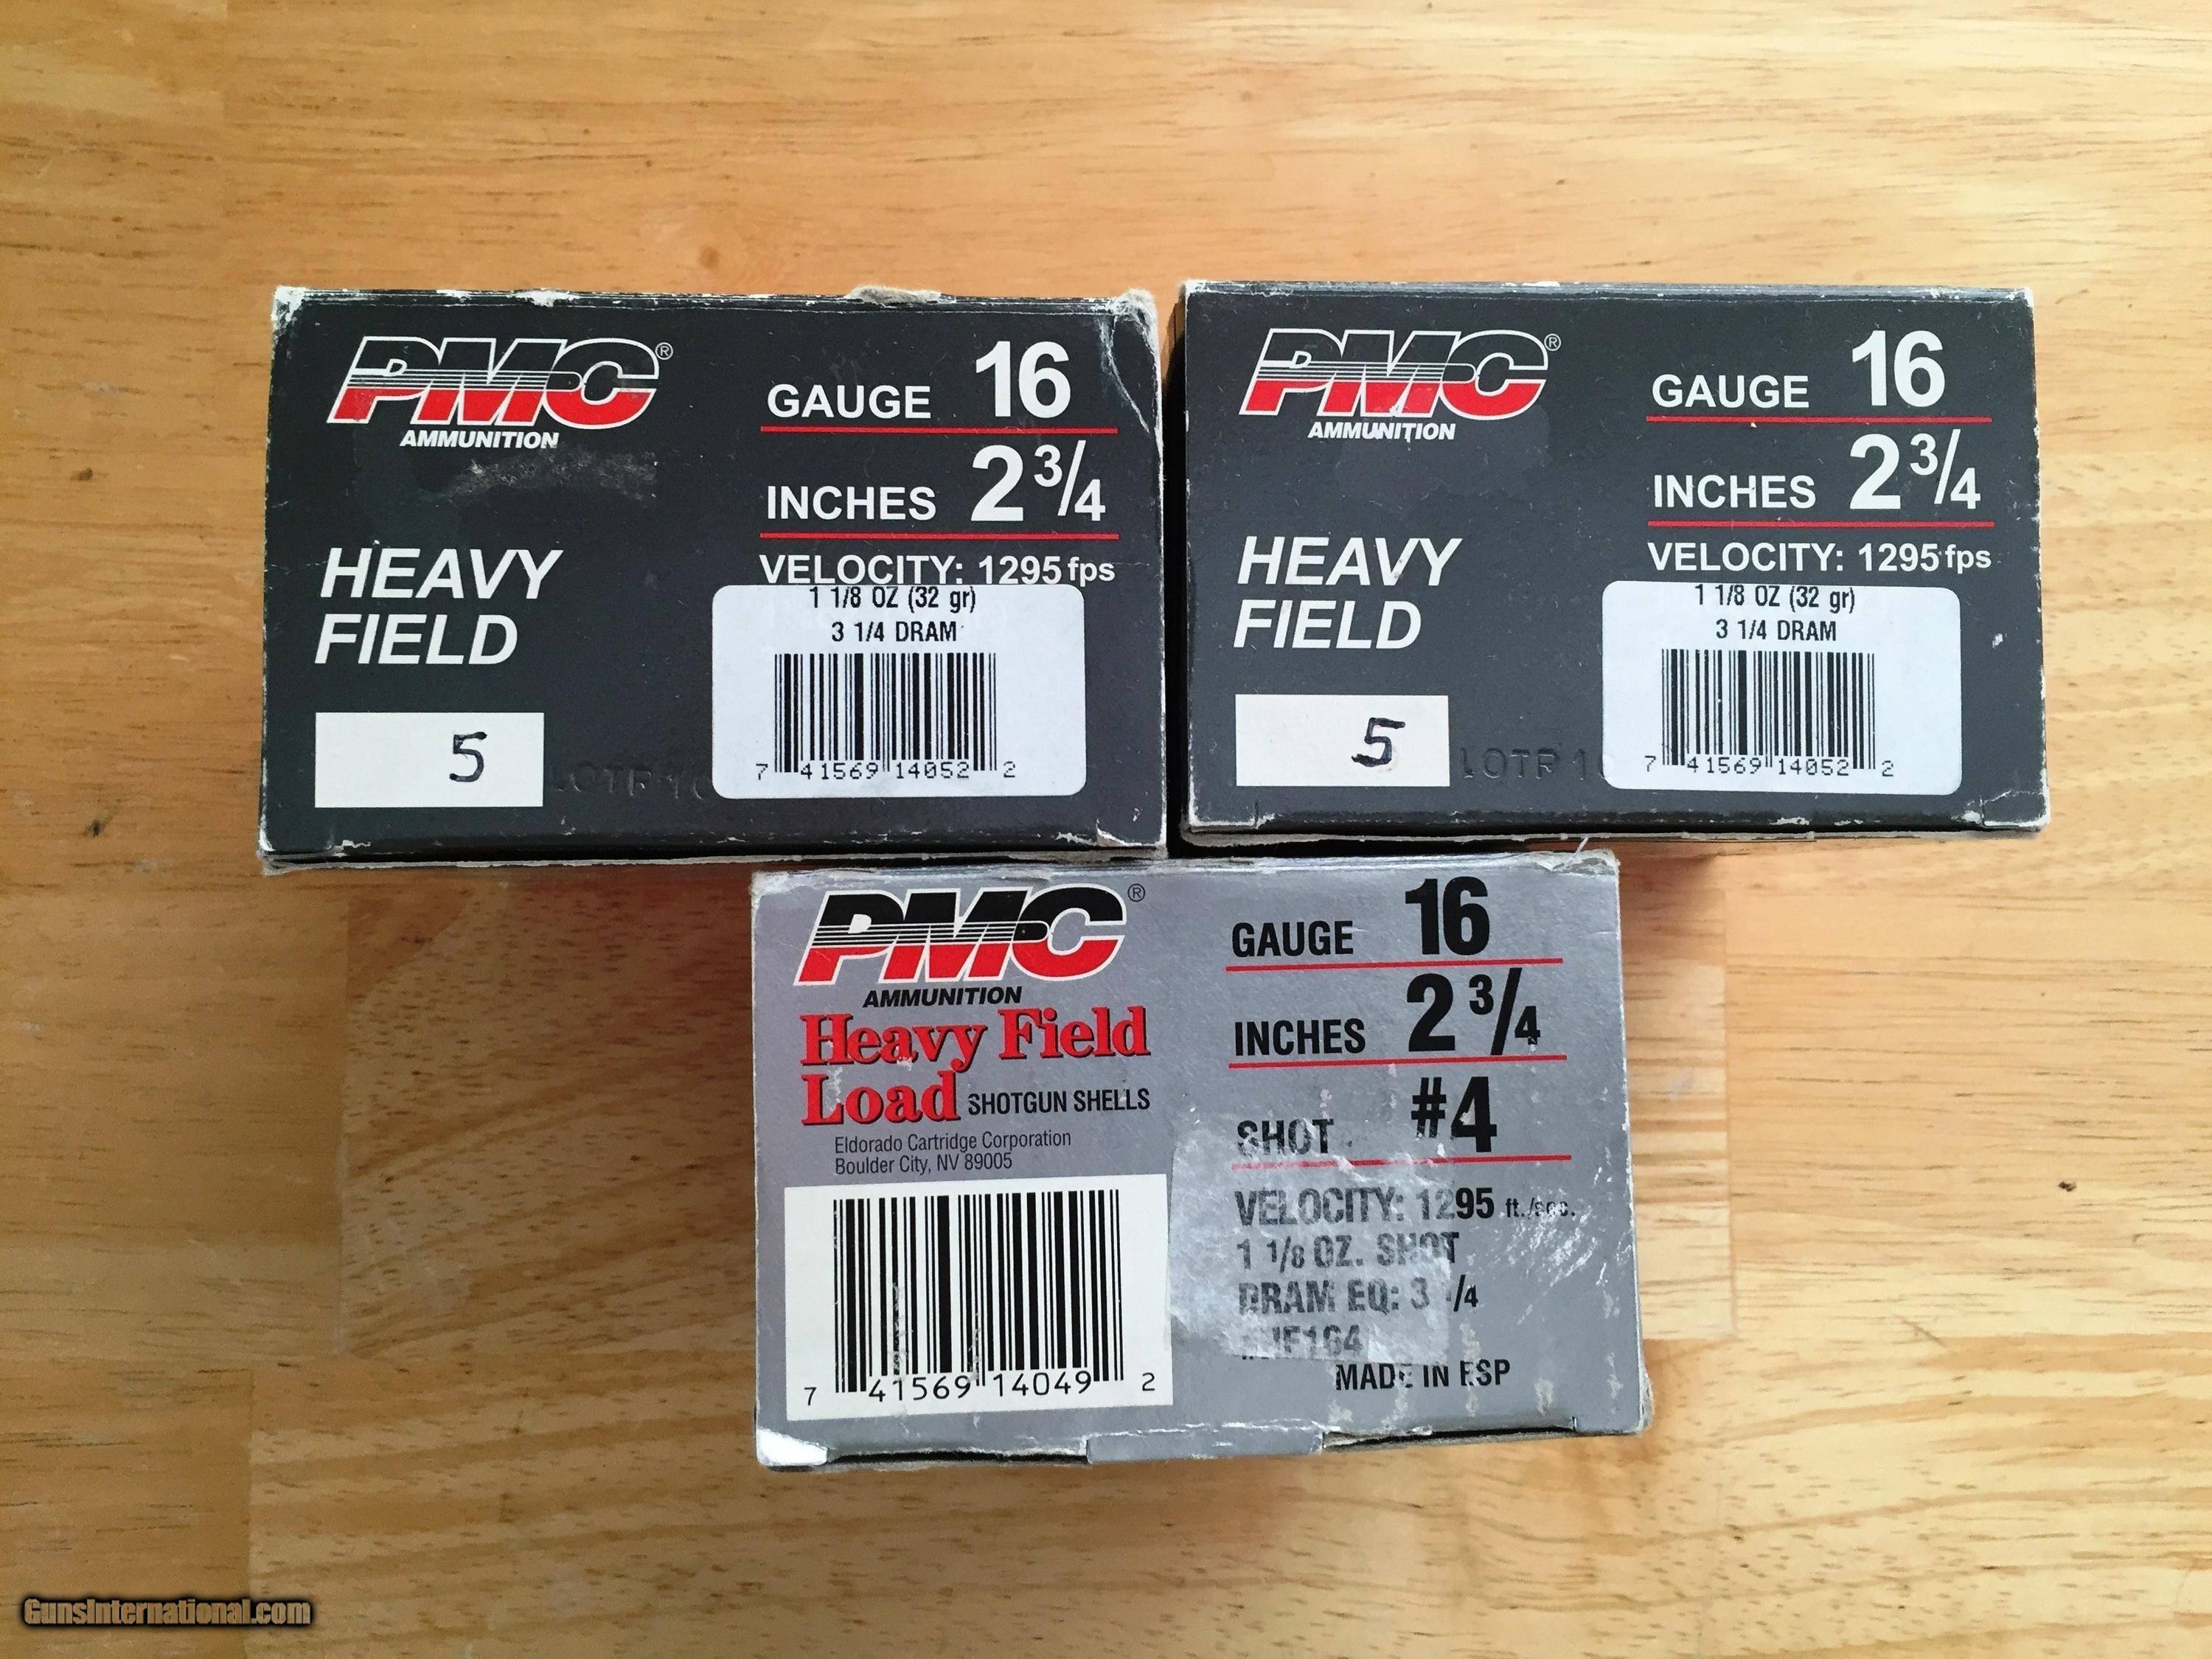 PMC®
AMMUNITION
GAUGE 16
INCHES 2 3/4
VELOCITY: 1295 fps
HEAVY
FIELD
1 1/8 OZ (32 gr)
3 1/4 DRAM
5
7 41569 14052 2
PMC®
AMMUNITION
GAUGE 16
INCHES 2 3/4
VELOCITY: 1295 fps
HEAVY
FIELD
1 1/8 OZ (32 gr)
3 1/4 DRAM
5
7 41569 14052 2
PMC®
AMMUNITION
Heavy Field
Load SHOTGUN SHELLS
Eldorado Cartridge Corporation
Boulder City, NV 89005
7 41569 14049 2
GAUGE 16
INCHES 2 3/4
SHOT #4
VELOCITY: 1295 ft./sec.
1 1/8 OZ. SHOT
DRAM EQ: 3 /4
MADE IN ESP
GunsInternational.com